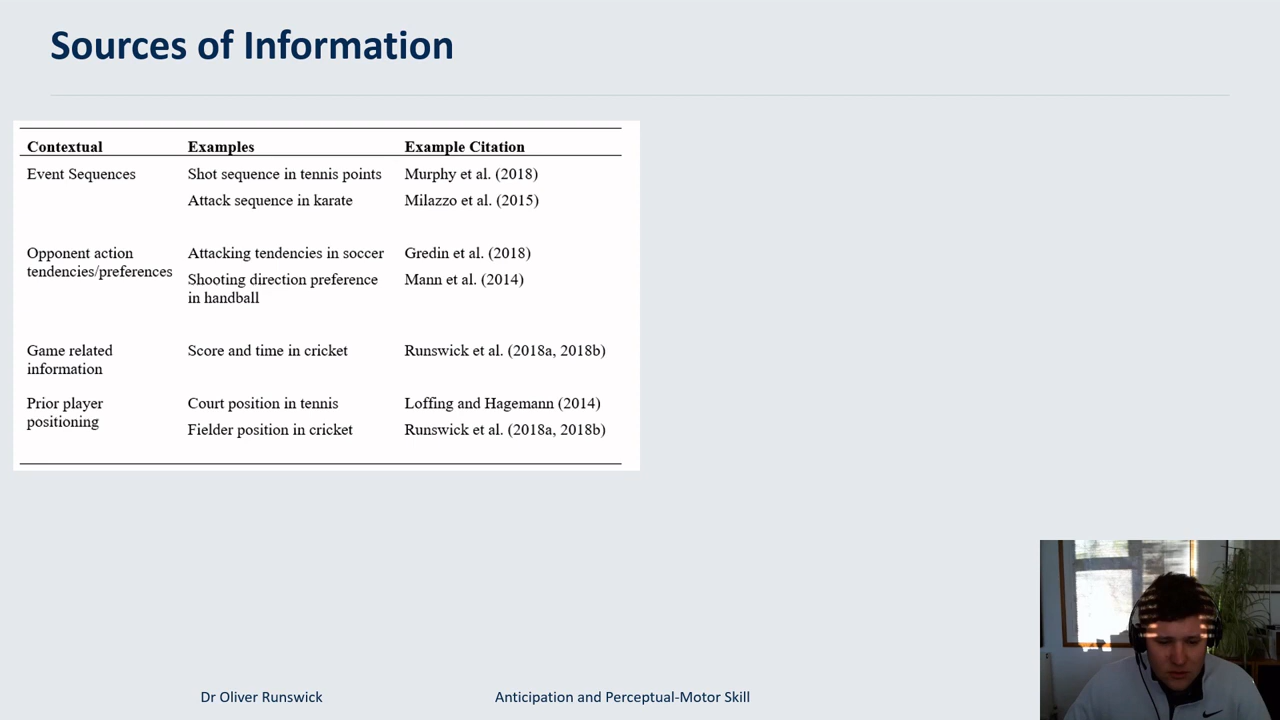 Sources of Information
Contextual Examples Example Citation
Event Sequences Shot sequence in tennis points Murphy et al. (2018)
Attack sequence in karate Milazzo et al. (2015)
Opponent action Attacking tendencies in soccer Gredin et al. (2018)
tendencies/preferences
Shooting direction preference Mann et al. (2014)
in handball
Game related Score and time in cricket Runswick et al. (2018a, 2018b)
information
Prior player Court position in tennis Loffing and Hagemann (2014)
positioning
Fielder position in cricket Runswick et al. (2018a, 2018b)
Dr Oliver Runswick Anticipation and Perceptual-Motor Skill